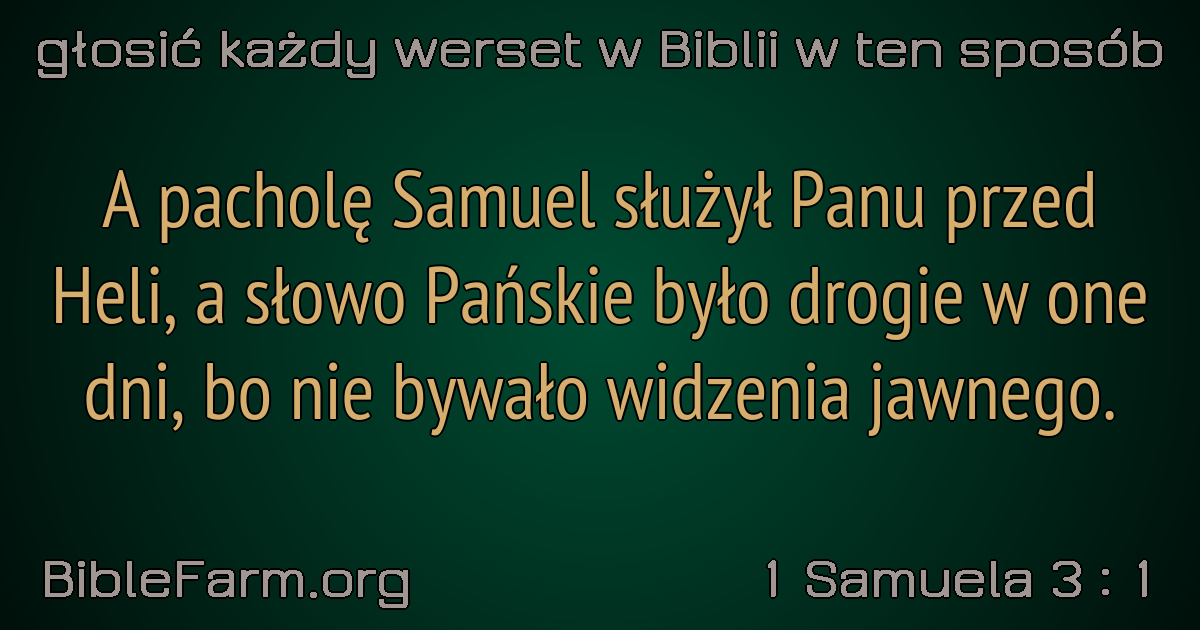 głosić każdy werset w Biblii w ten sposób
A pacholę Samuel służył Panu przed
Heli, a słowo Pańskie było drogie w one
dni, bo nie bywało widzenia jawnego.
BibleFarm.org
1 Samuela 3 : 1